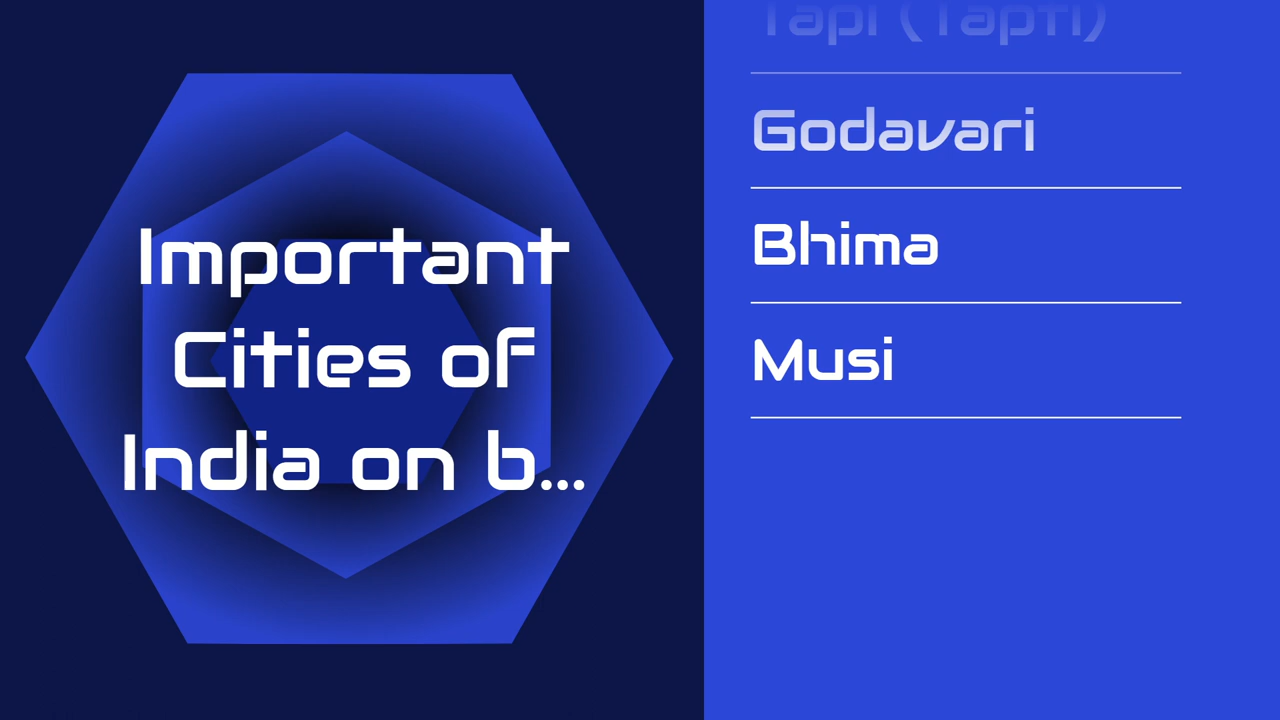 Important
Cities of
India on b...
Tapi (Tapti)
Godavari
Bhima
Musi